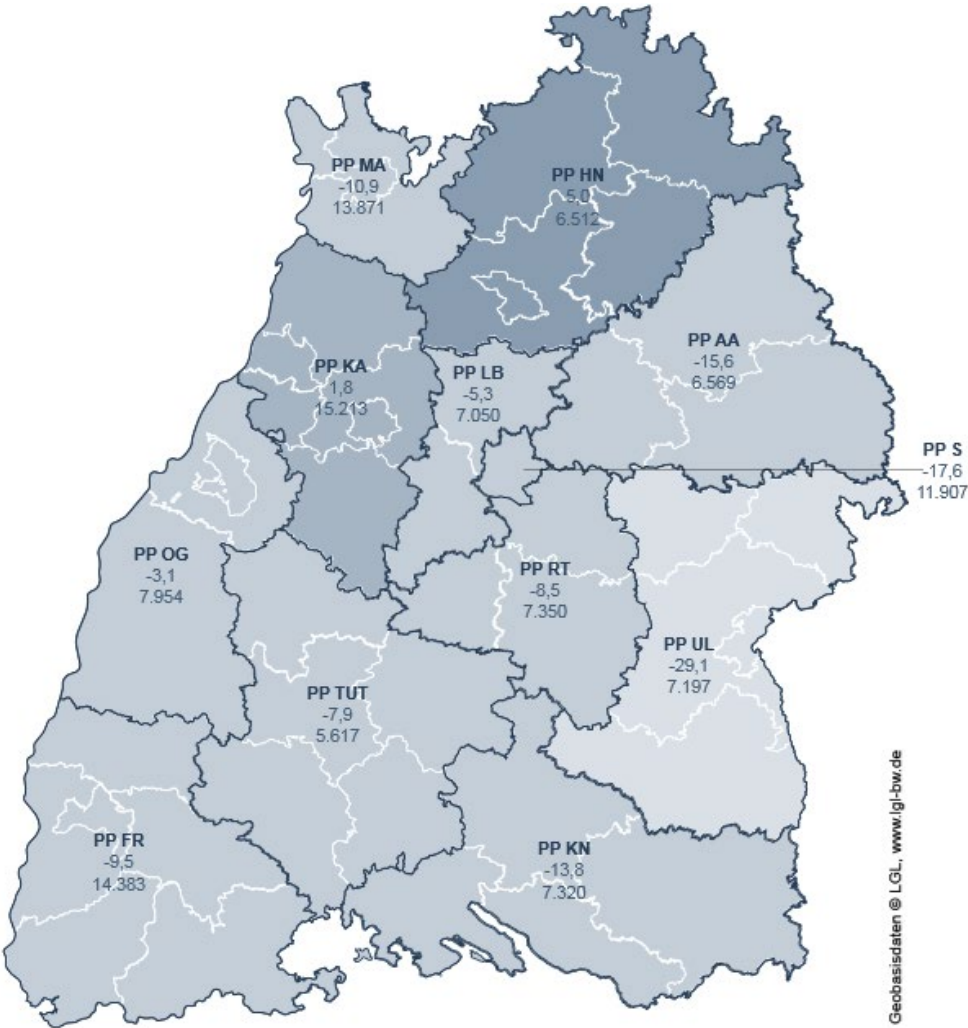 PP MA
-10,9
13.871
PP HN
5,0
6.512
PP AA
-15,6
6.569
PP KA
1,8
15.213
PP LB
-5,3
7.050
PP S
-17,6
11.907
PP OG
-3,1
7.954
PP RT
-8,5
7.350
PP UL
-29,1
7.197
PP TUT
-7,9
5.617
PP FR
-9,5
14.383
PP KN
-13,8
7.320
Geobasisdaten © LGL, www.lgl-bw.de